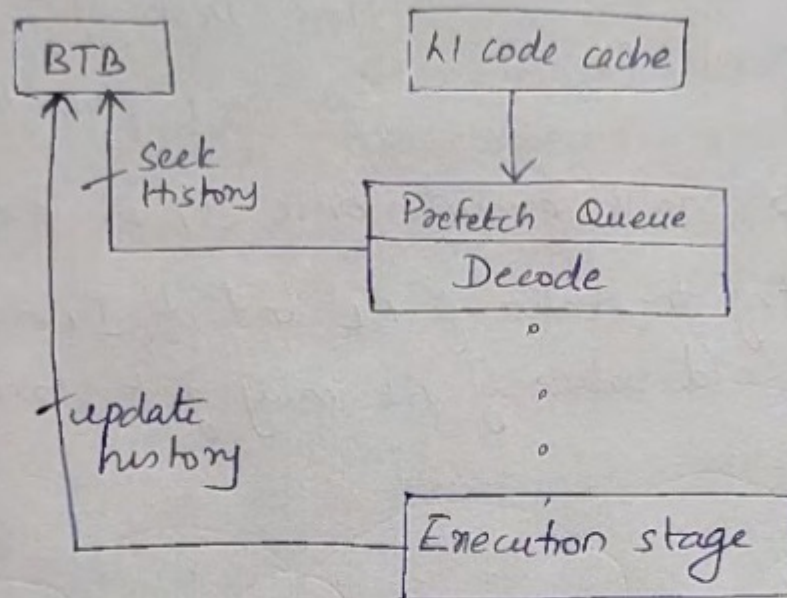 BTB
L1 code cache
Seek
History
Prefetch Queue
Decode
update
history
Execution stage